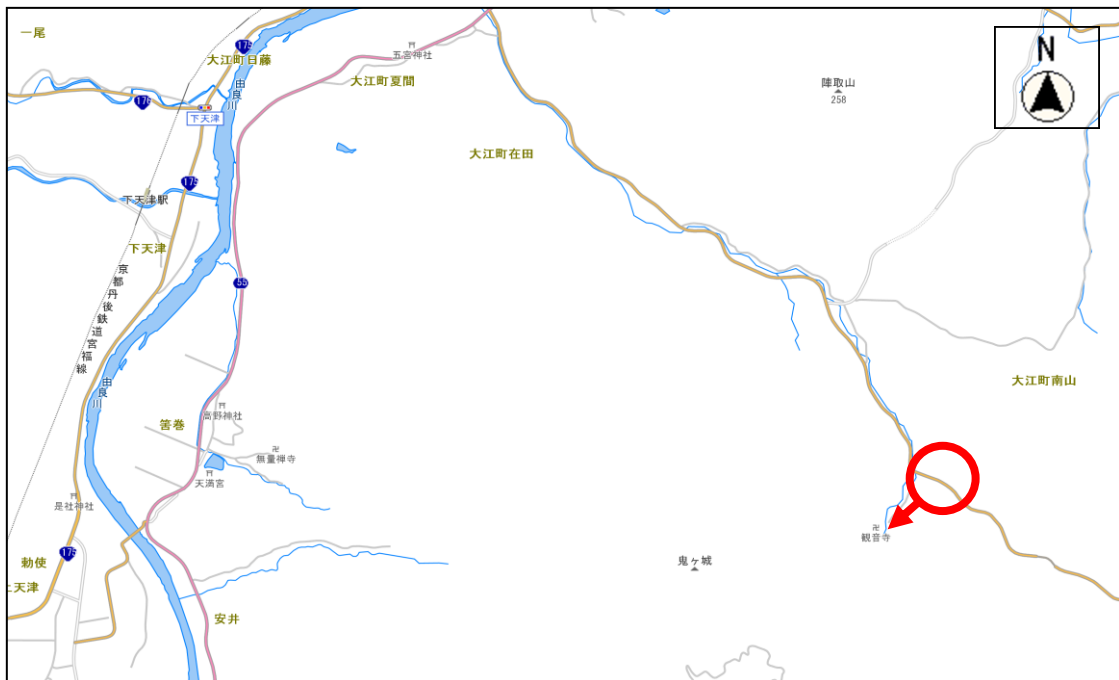 一尾
175
大江町日藤
五宮神社
大江町夏間
陣取山
258
N
175
由良川
下天津
大江町在田
175
下天津駅
下天津
京都丹後鉄道宮福線
55
由良川
大江町南山
高野神社
筈巻
無量禅寺
天満宮
是社神社
観音寺
175
勅使
鬼ヶ城
上天津
安井